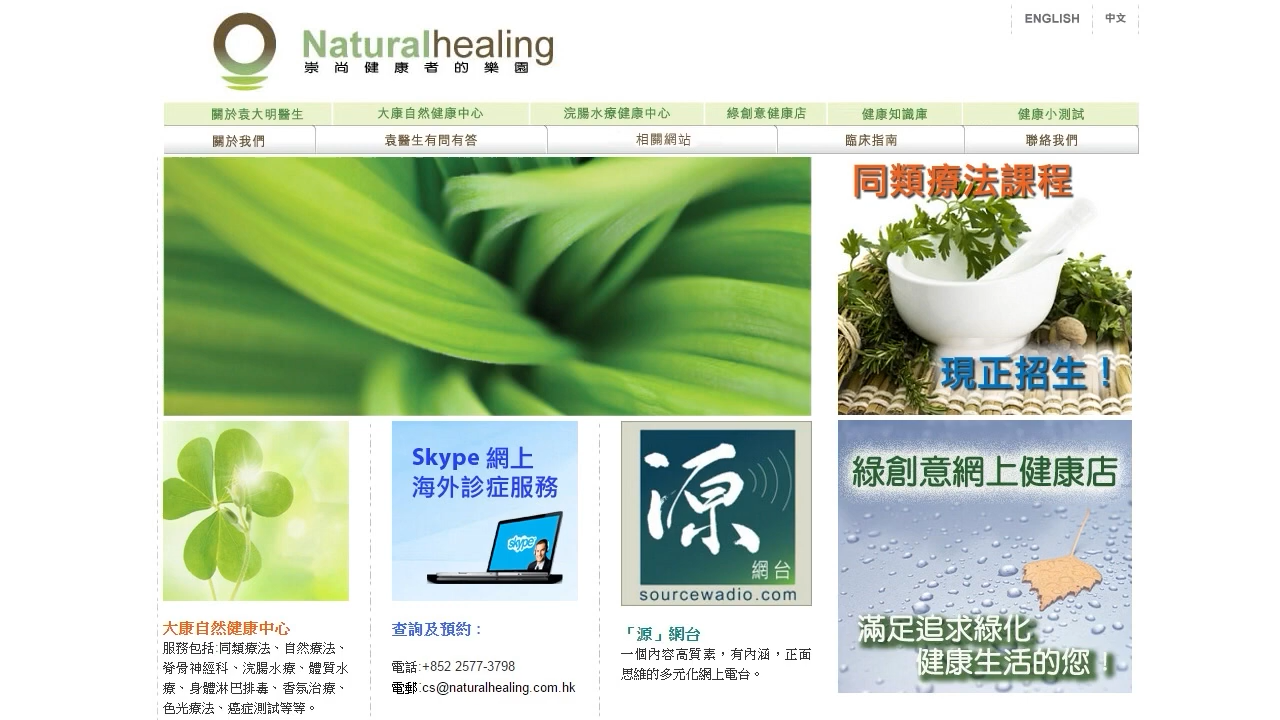 ENGLISH
中文
Naturalhealing
崇尚健康者的樂園
關於袁大明醫生
大康自然健康中心
浣腸水療健康中心
綠創意健康店
健康知識庫
健康小測試
關於我們
袁醫生有問有答
相關網站
臨床指南
聯絡我們
同類療法課程
現正招生！
Skype 網上
海外診症服務
skype
源
網台
sourcewadio.com
綠創意網上健康店
滿足追求綠化
健康生活的您！
大康自然健康中心
服務包括:同類療法、自然療法、
脊骨神經科、浣腸水療、體質水
療、身體淋巴排毒、香氛治療、
色光療法、癌症測試等等。
查詢及預約：
電話:+852 2577-3798
電郵:cs@naturalhealing.com.hk
「源」網台
一個內容高質素，有內涵，正面
思維的多元化網上電台。